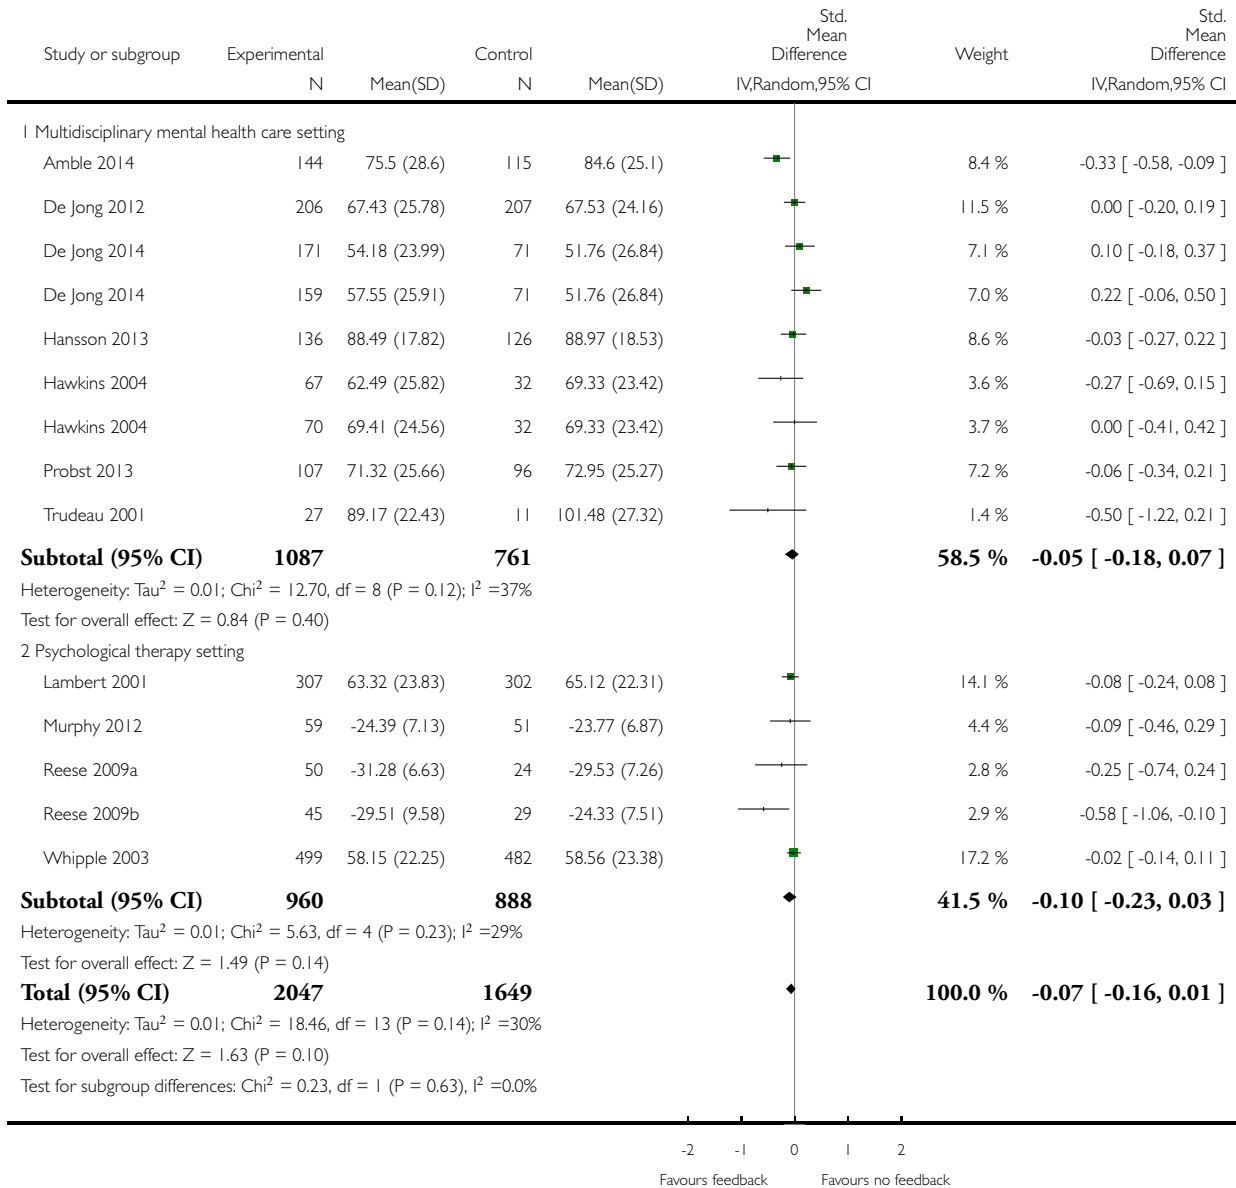 Std. Mean Difference Std. Mean Difference
Study or subgroup Experimental Control Weight
N Mean(SD) N Mean(SD) IV,Random,95% CI IV,Random,95% CI
1 Multidisciplinary mental health care setting
Amble 2014 144 75.5 (28.6) 115 84.6 (25.1) 8.4 % -0.33 [ -0.58, -0.09 ]
De Jong 2012 206 67.43 (25.78) 207 67.53 (24.16) 11.5 % 0.00 [ -0.20, 0.19 ]
De Jong 2014 171 54.18 (23.99) 71 51.76 (26.84) 7.1 % 0.10 [ -0.18, 0.37 ]
De Jong 2014 159 57.55 (25.91) 71 51.76 (26.84) 7.0 % 0.22 [ -0.06, 0.50 ]
Hansson 2013 136 88.49 (17.82) 126 88.97 (18.53) 8.6 % -0.03 [ -0.27, 0.22 ]
Hawkins 2004 67 62.49 (25.82) 32 69.33 (23.42) 3.6 % -0.27 [ -0.69, 0.15 ]
Hawkins 2004 70 69.41 (24.56) 32 69.33 (23.42) 3.7 % 0.00 [ -0.41, 0.42 ]
Probst 2013 107 71.32 (25.66) 96 72.95 (25.27) 7.2 % -0.06 [ -0.34, 0.21 ]
Trudeau 2001 27 89.17 (22.43) 11 101.48 (27.32) 1.4 % -0.50 [ -1.22, 0.21 ]
Subtotal (95% CI) 1087 761 58.5 % -0.05 [ -0.18, 0.07 ]
Heterogeneity: Tau² = 0.01; Chi² = 12.70, df = 8 (P = 0.12); I² =37%
Test for overall effect: Z = 0.84 (P = 0.40)
2 Psychological therapy setting
Lambert 2001 307 63.32 (23.83) 302 65.12 (22.31) 14.1 % -0.08 [ -0.24, 0.08 ]
Murphy 2012 59 -24.39 (7.13) 51 -23.77 (6.87) 4.4 % -0.09 [ -0.46, 0.29 ]
Reese 2009a 50 -31.28 (6.63) 24 -29.53 (7.26) 2.8 % -0.25 [ -0.74, 0.24 ]
Reese 2009b 45 -29.51 (9.58) 29 -24.33 (7.51) 2.9 % -0.58 [ -1.06, -0.10 ]
Whipple 2003 499 58.15 (22.25) 482 58.56 (23.38) 17.2 % -0.02 [ -0.14, 0.11 ]
Subtotal (95% CI) 960 888 41.5 % -0.10 [ -0.23, 0.03 ]
Heterogeneity: Tau² = 0.01; Chi² = 5.63, df = 4 (P = 0.23); I² =29%
Test for overall effect: Z = 1.49 (P = 0.14)
Total (95% CI) 2047 1649 100.0 % -0.07 [ -0.16, 0.01 ]
Heterogeneity: Tau² = 0.01; Chi² = 18.46, df = 13 (P = 0.14); I² =30%
Test for overall effect: Z = 1.63 (P = 0.10)
Test for subgroup differences: Chi² = 0.23, df = 1 (P = 0.63), I² =0.0%
-2 -1 0 1 2
Favours feedback Favours no feedback